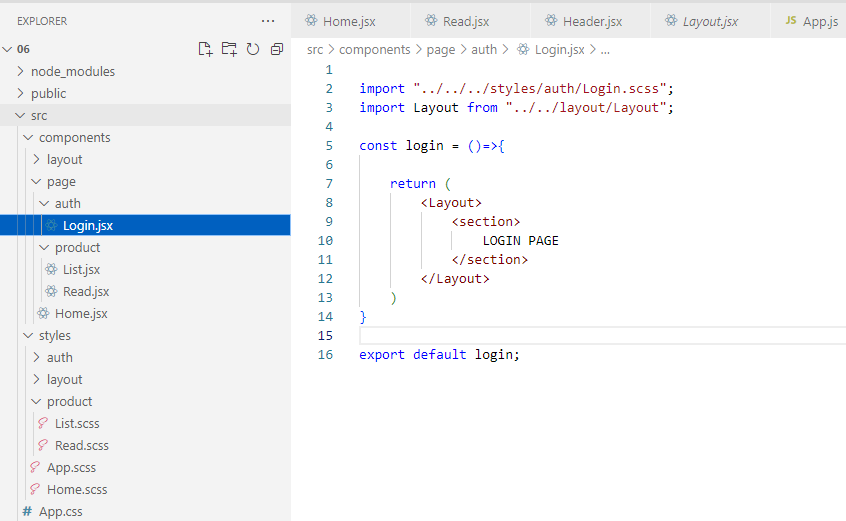 EXPLORER
06
node_modules
public
src
components
layout
page
auth
Login.jsx
product
List.jsx
Read.jsx
Home.jsx
styles
auth
layout
product
List.scss
Read.scss
App.scss
Home.scss
# App.css
Home.jsx Read.jsx Header.jsx Layout.jsx JS App.js
src > components > page > auth > Login.jsx > ...
1
2 import "../../../styles/auth/Login.scss";
3 import Layout from "../../layout/Layout";
4
5 const login = ()=>{
6
7 return (
8 <Layout>
9 <section>
10 LOGIN PAGE
11 </section>
12 </Layout>
13 )
14 }
15
16 export default login;